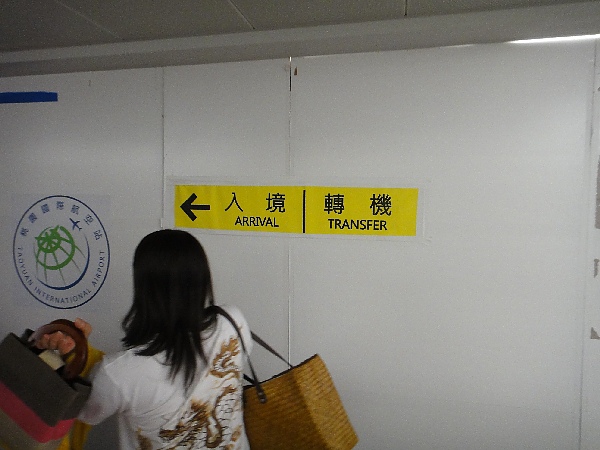 桃園國際航空站
TAOYUAN INTERNATIONAL AIRPORT
← 入境 | 轉機
ARRIVAL TRANSFER